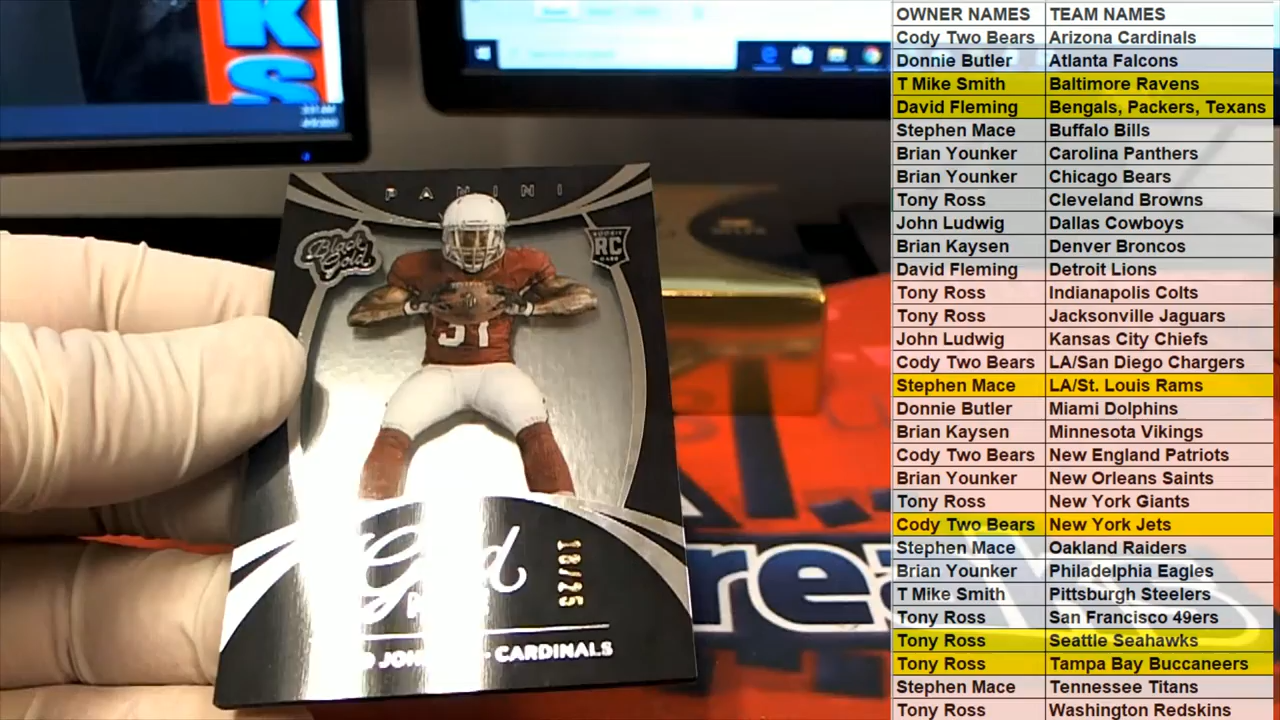 KS
PANINI
Black Gold
ROOKIE
RC
CARD
31
Gold
18/25
CARDINALS
OWNER NAMES TEAM NAMES
Cody Two Bears Arizona Cardinals
Donnie Butler Atlanta Falcons
T Mike Smith Baltimore Ravens
David Fleming Bengals, Packers, Texans
Stephen Mace Buffalo Bills
Brian Younker Carolina Panthers
Brian Younker Chicago Bears
Tony Ross Cleveland Browns
John Ludwig Dallas Cowboys
Brian Kaysen Denver Broncos
David Fleming Detroit Lions
Tony Ross Indianapolis Colts
Tony Ross Jacksonville Jaguars
John Ludwig Kansas City Chiefs
Cody Two Bears LA/San Diego Chargers
Stephen Mace LA/St. Louis Rams
Donnie Butler Miami Dolphins
Brian Kaysen Minnesota Vikings
Cody Two Bears New England Patriots
Brian Younker New Orleans Saints
Tony Ross New York Giants
Cody Two Bears New York Jets
Stephen Mace Oakland Raiders
Brian Younker Philadelphia Eagles
T Mike Smith Pittsburgh Steelers
Tony Ross San Francisco 49ers
Tony Ross Seattle Seahawks
Tony Ross Tampa Bay Buccaneers
Stephen Mace Tennessee Titans
Tony Ross Washington Redskins